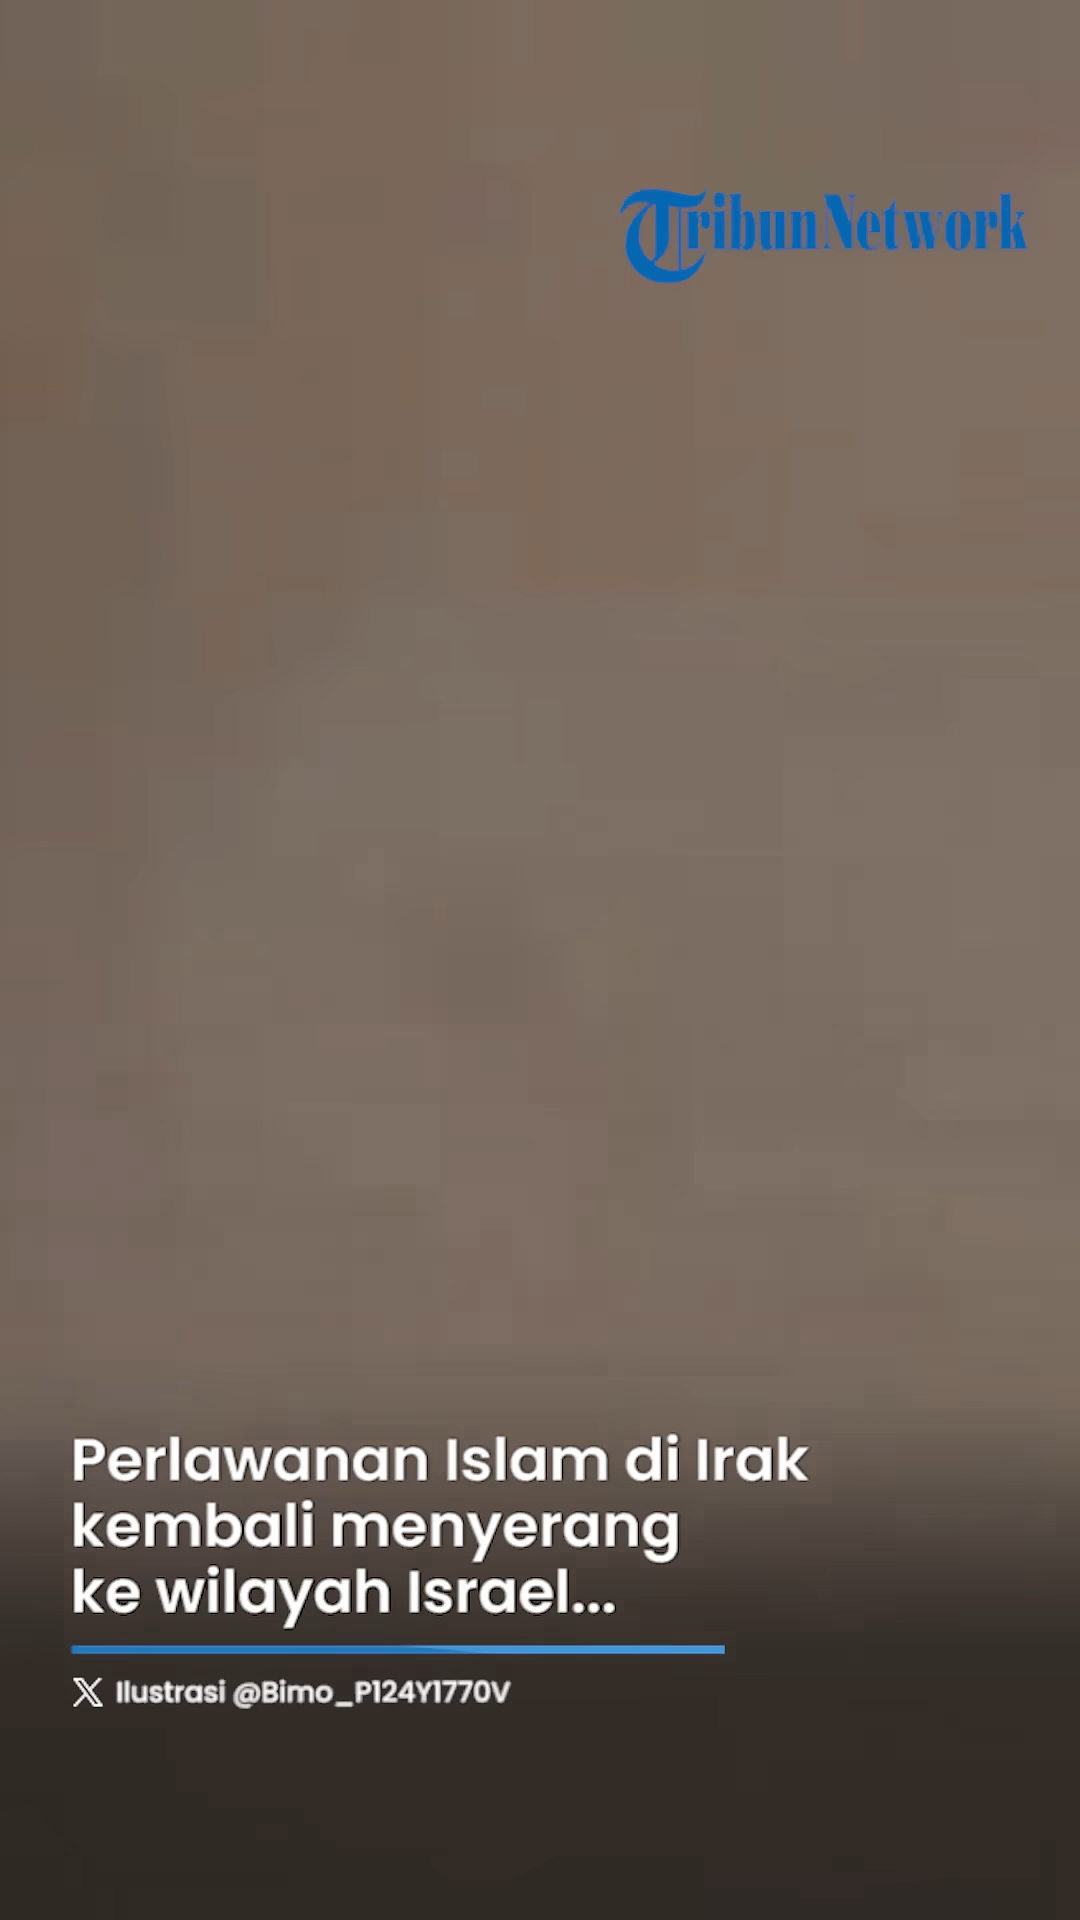 TribunNetwork
Perlawanan Islam di Irak
kembali menyerang
ke wilayah Israel...
X Ilustrasi @Bimo_P124Y1770V